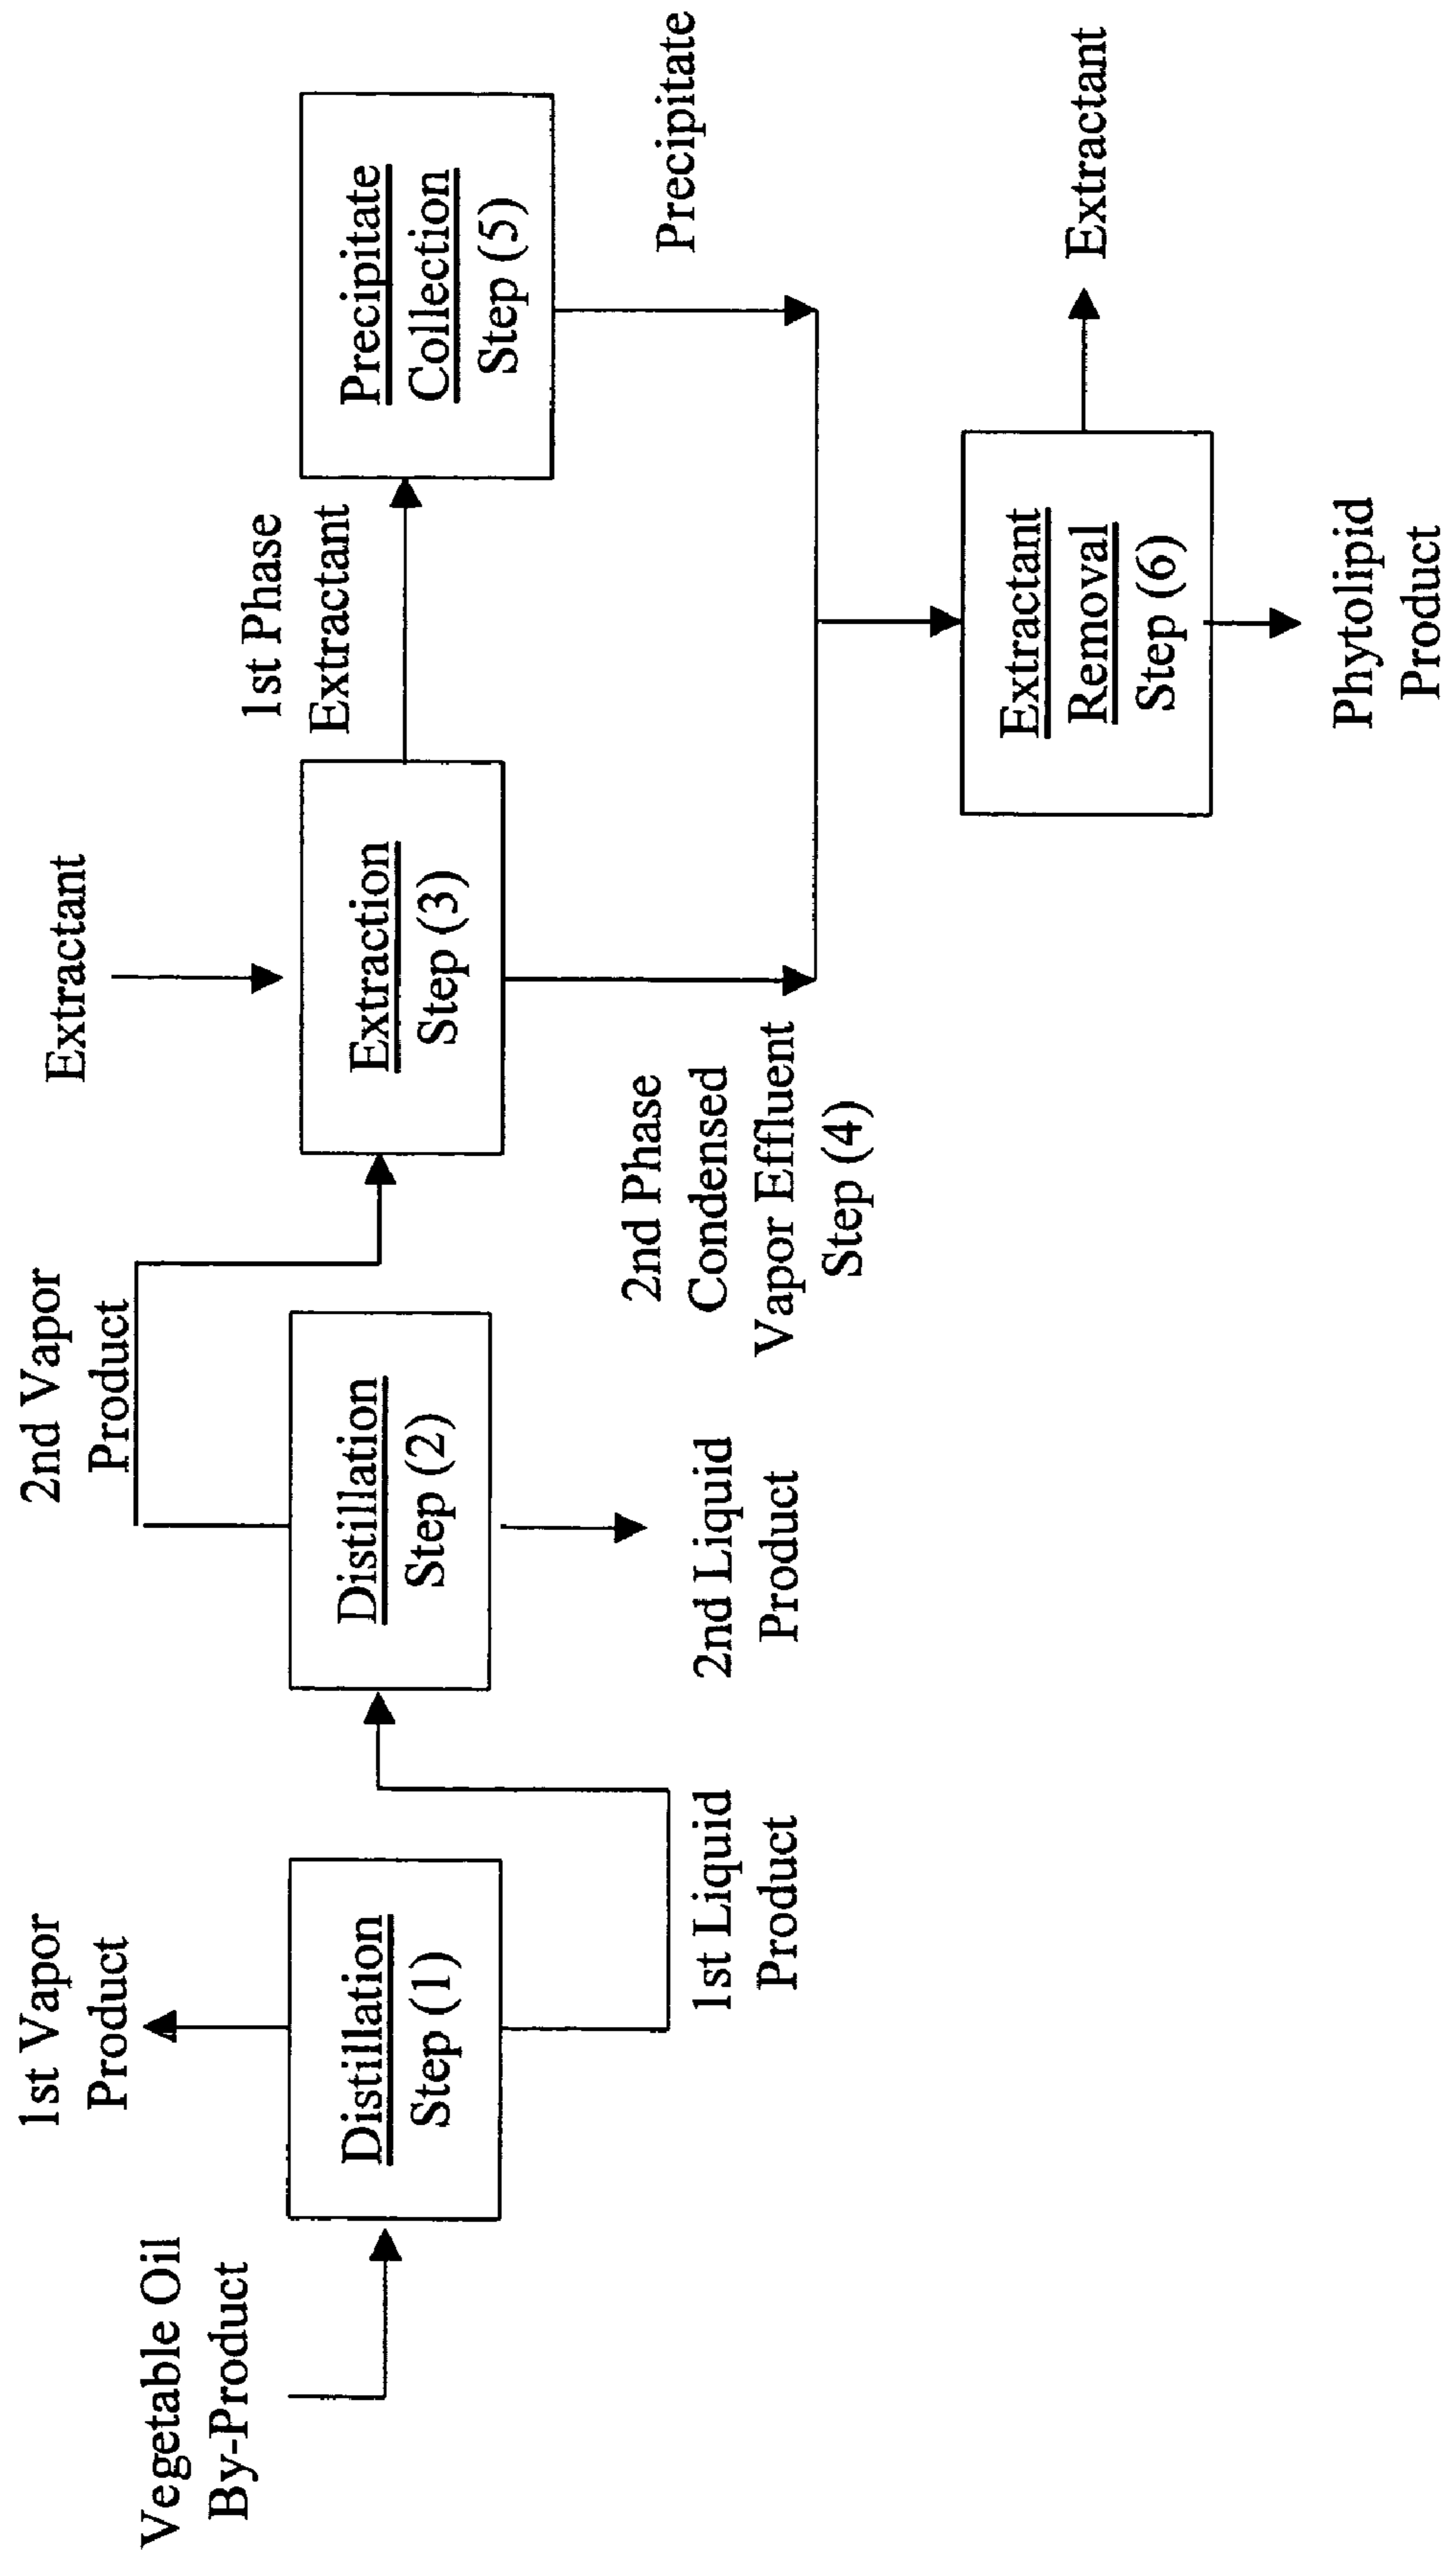 Vegetable Oil
By-Product
1st Vapor
Product
Distillation
Step (1)
1st Liquid
Product
2nd Vapor
Product
Distillation
Step (2)
2nd Liquid
Product
Extractant
Extraction
Step (3)
2nd Phase
Condensed
Vapor Effluent
Step (4)
1st Phase
Extractant
Precipitate
Collection
Step (5)
Precipitate
Extractant
Removal
Step (6)
Extractant
Phytolipid
Product